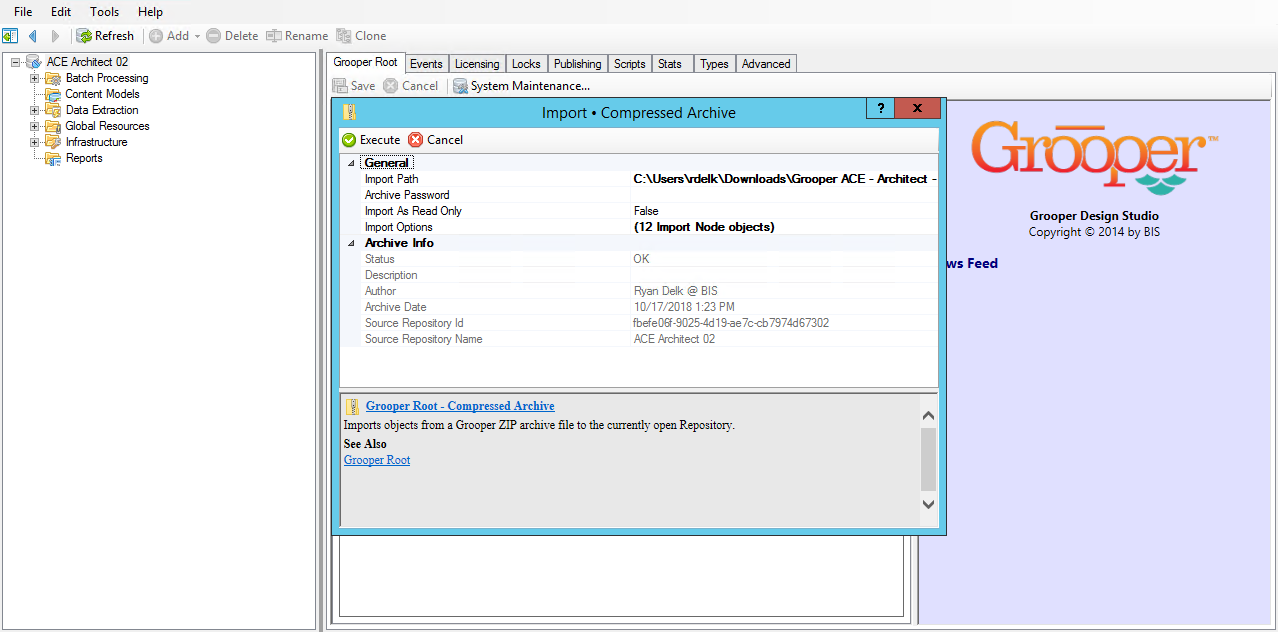 File Edit Tools Help
Refresh Add Delete Rename Clone
ACE Architect 02
Batch Processing
Content Models
Data Extraction
Global Resources
Infrastructure
Reports
Grooper Root Events Licensing Locks Publishing Scripts Stats Types Advanced
Save Cancel System Maintenance...
Import • Compressed Archive ? x
Execute Cancel
General
Import Path C:\Users\rdelk\Downloads\Grooper ACE - Architect -
Archive Password
Import As Read Only False
Import Options (12 Import Node objects)
Archive Info
Status OK
Description
Author Ryan Delk @ BIS
Archive Date 10/17/2018 1:23 PM
Source Repository Id fbefe06f-9025-4d19-ae7c-cb7974d67302
Source Repository Name ACE Architect 02
Grooper Root - Compressed Archive
Imports objects from a Grooper ZIP archive file to the currently open Repository.
See Also
Grooper Root
Grooper™
Grooper Design Studio
Copyright © 2014 by BIS
ws Feed